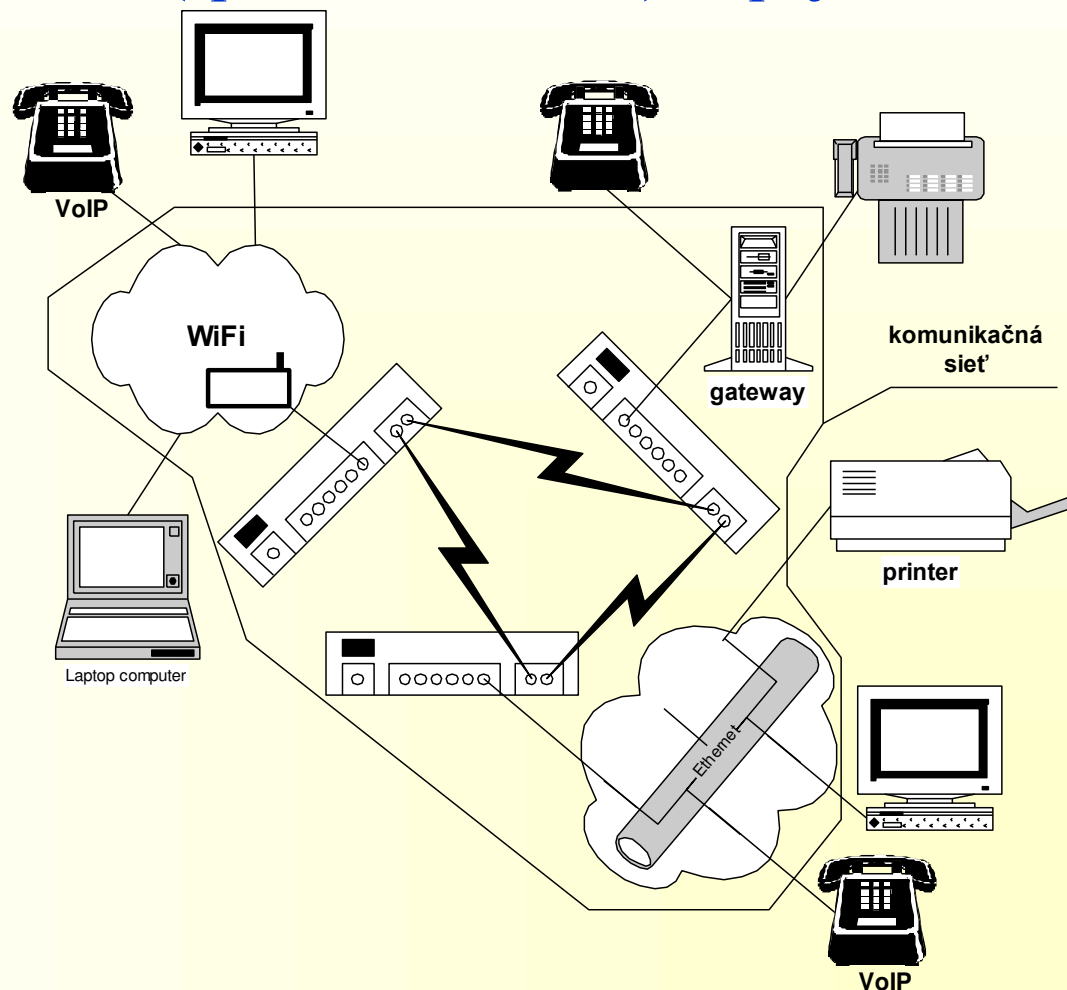 VoIP
WiFi
komunikačná
sieť
gateway
printer
Laptop computer
Ethernet
VoIP